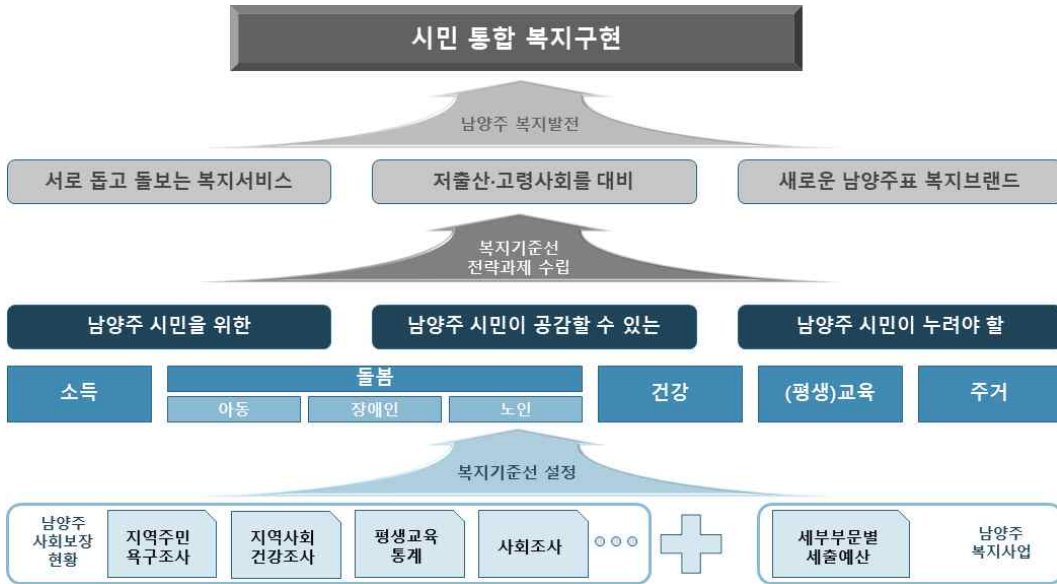 시민 통합 복지구현
남양주 복지발전
서로 돕고 돌보는 복지서비스
저출산·고령사회를 대비
새로운 남양주표 복지브랜드
복지기준선
전략과제 수립
남양주 시민을 위한
남양주 시민이 공감할 수 있는
남양주 시민이 누려야 할
소득
돌봄
아동
장애인
노인
건강
(평생)교육
주거
복지기준선 설정
남양주
사회보장
현황
지역주민
욕구조사
지역사회
건강조사
평생교육
통계
사회조사
세부부문별
세출예산
남양주
복지사업